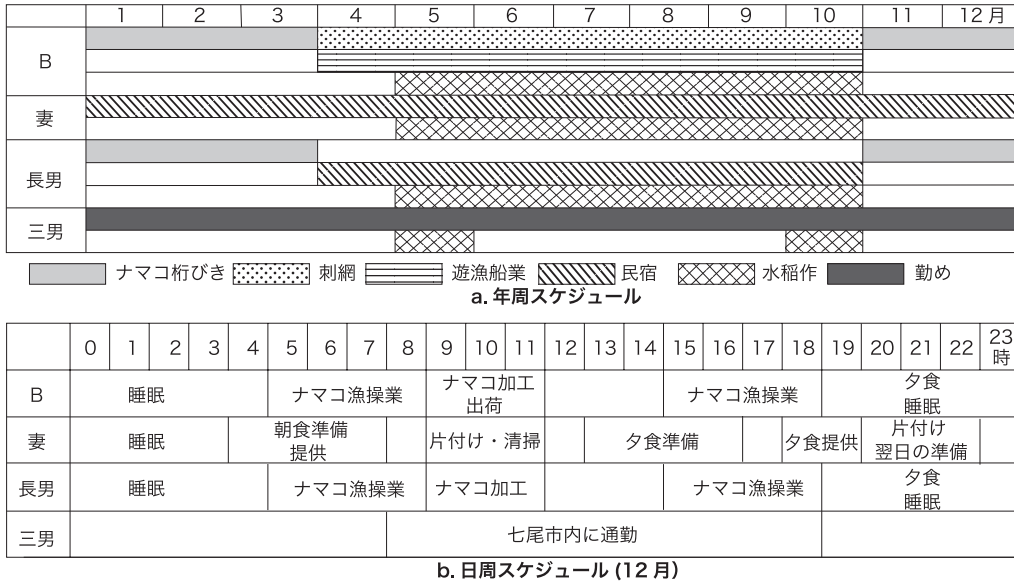 1 2 3 4 5 6 7 8 9 10 11 12 月
B
妻
長男
三男
ナマコ桁びき 刺網 遊漁船業 民宿 水稲作 勤め
a. 年周スケジュール
0 1 2 3 4 5 6 7 8 9 10 11 12 13 14 15 16 17 18 19 20 21 22 23時
B 睡眠 ナマコ漁操業 ナマコ加工 出荷 ナマコ漁操業 夕食 睡眠
妻 睡眠 朝食準備 提供 片付け・清掃 夕食準備 夕食提供 片付け 翌日の準備
長男 睡眠 ナマコ漁操業 ナマコ加工 ナマコ漁操業 夕食 睡眠
三男 七尾市内に通勤
b. 日周スケジュール (12 月)